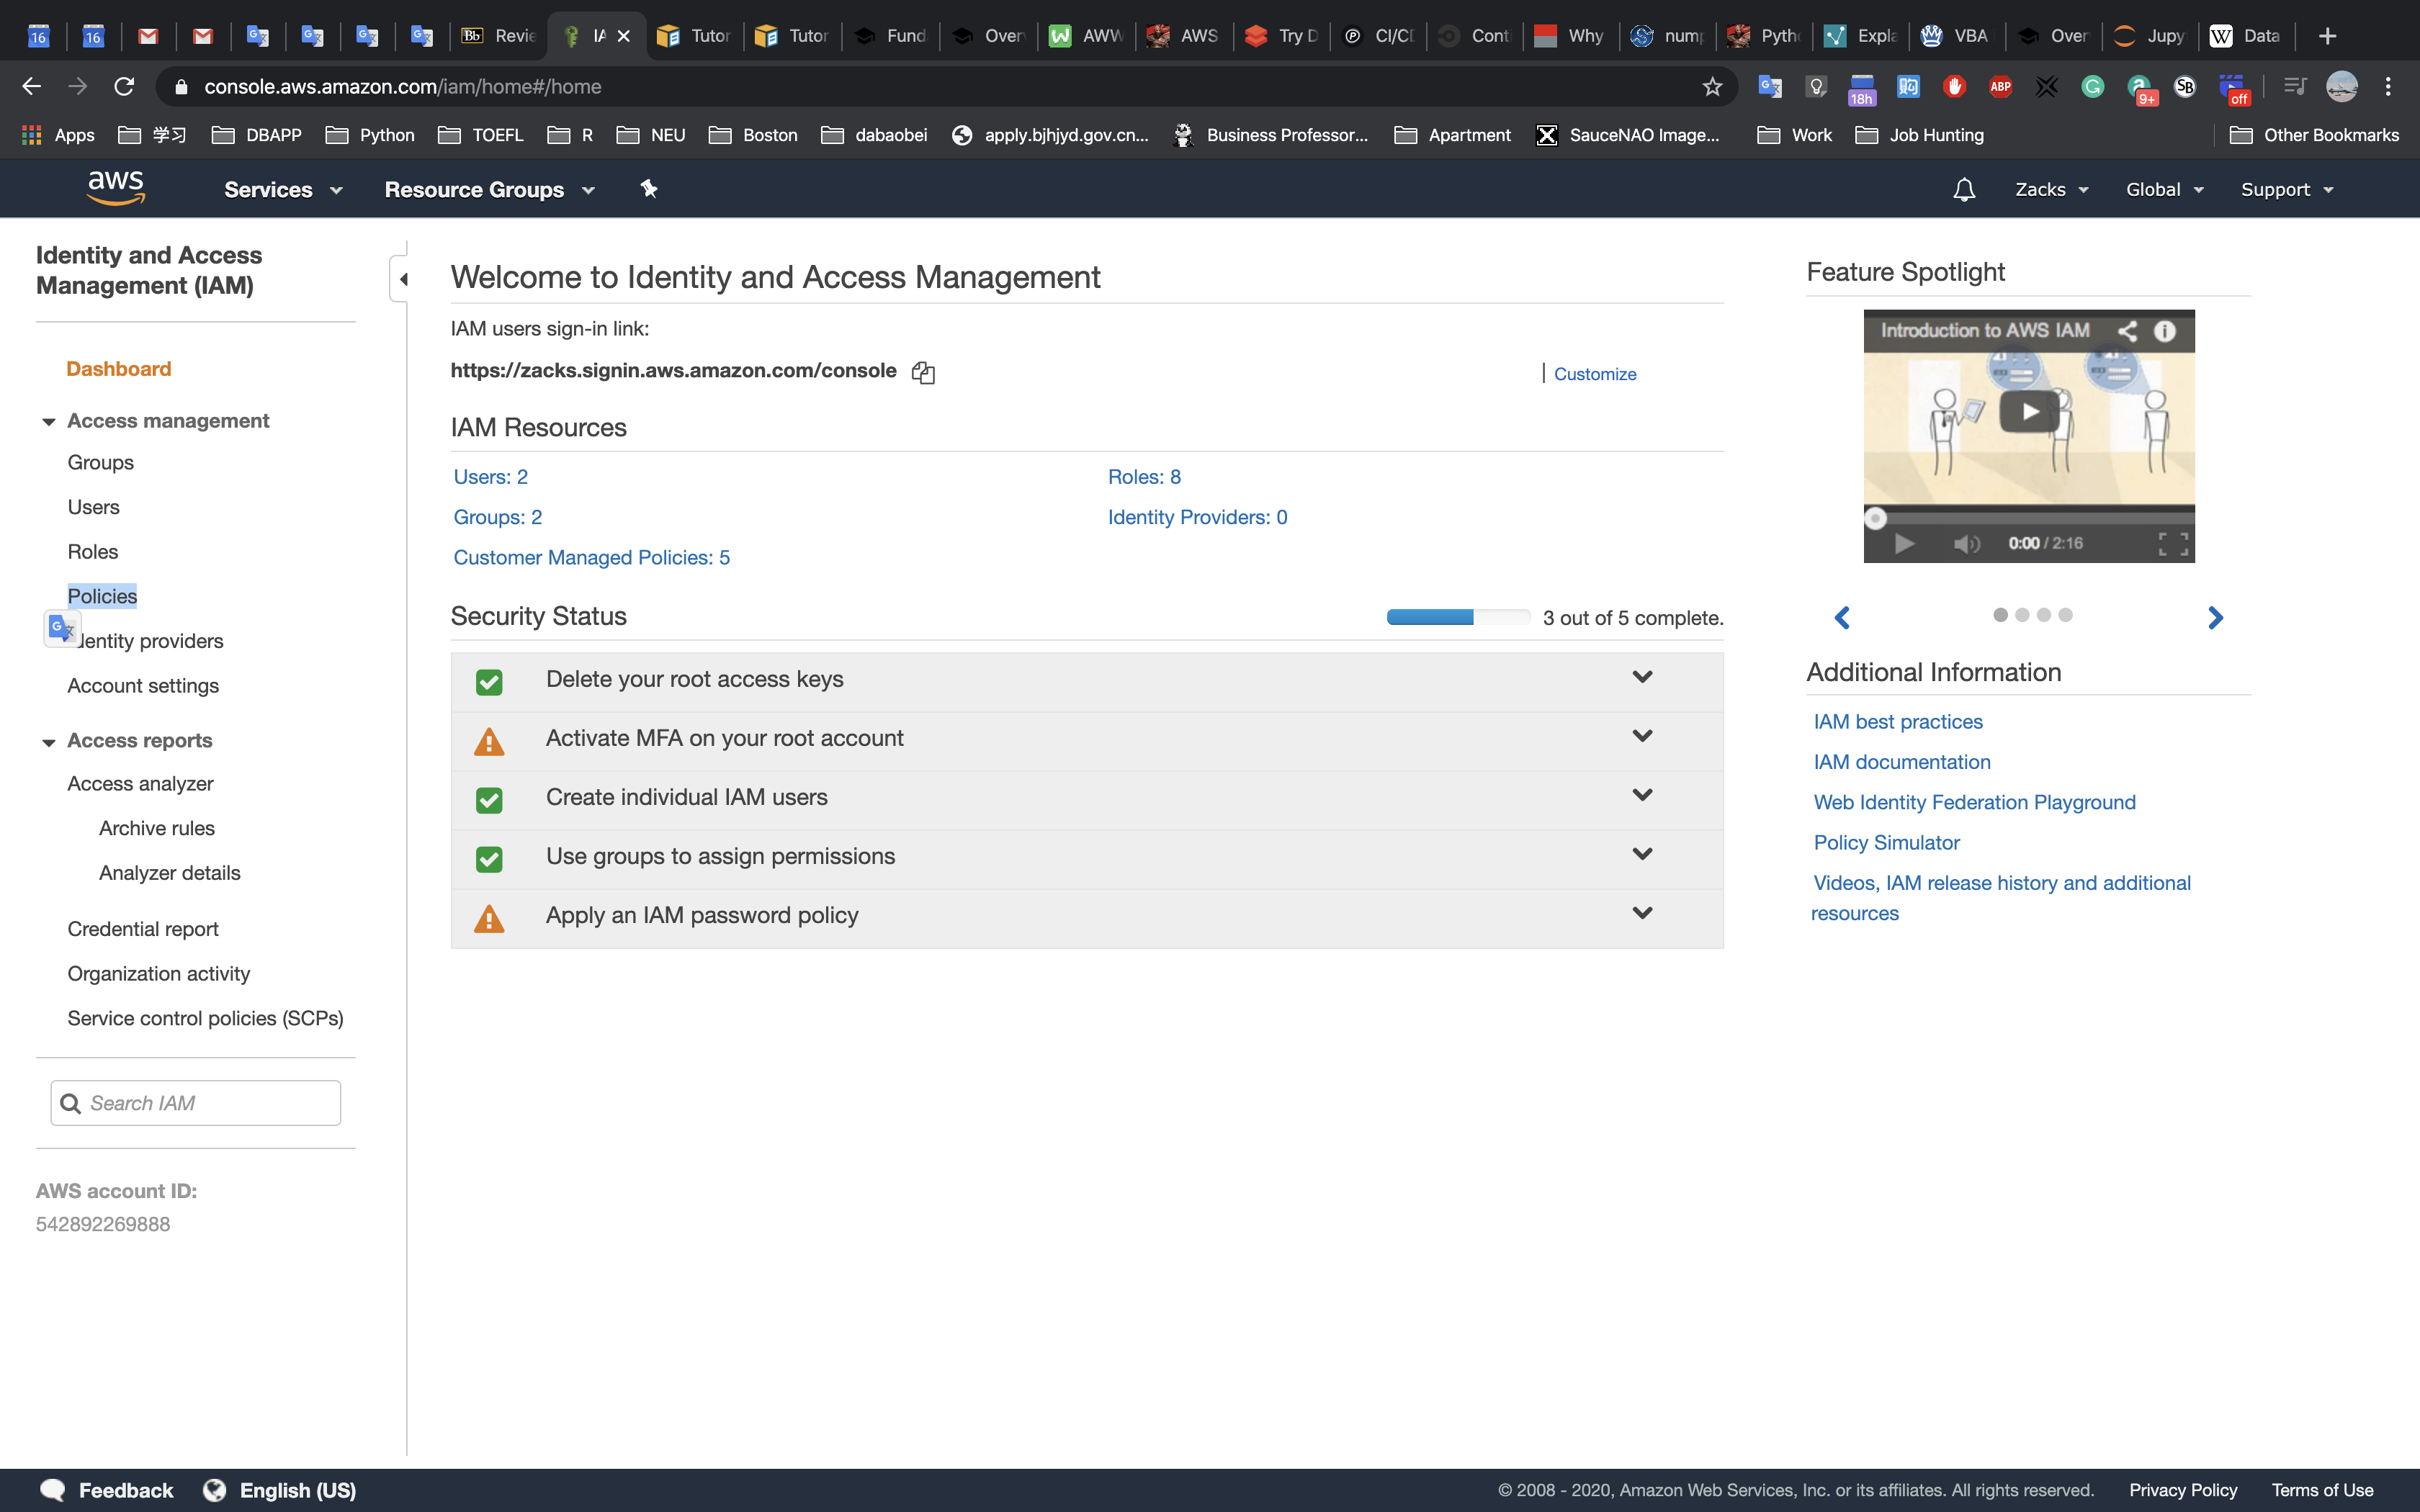 16
16
Bb Revie
IA
Tutor
Tutor
Fund
Over
AWW
AWS
Try D
CI/CD
Cont
Why
num
Pyth
Expla
VBA
Over
Jupy
W Data
console.aws.amazon.com/iam/home#/home
18h
ABP
9+
SB
off
Apps 学习 DBAPP Python TOEFL R NEU Boston dabaobei apply.bjhjyd.gov.cn... Business Professor... Apartment SauceNAO Image... Work Job Hunting Other Bookmarks
aws Services Resource Groups Zacks Global Support
Identity and Access
Management (IAM)
Dashboard
Access management
Groups
Users
Roles
Policies
dentity providers
Account settings
Access reports
Access analyzer
Archive rules
Analyzer details
Credential report
Organization activity
Service control policies (SCPs)
Search IAM
AWS account ID:
542892269888
Welcome to Identity and Access Management
IAM users sign-in link:
https://zacks.signin.aws.amazon.com/console
Customize
IAM Resources
Users: 2
Roles: 8
Groups: 2
Identity Providers: 0
Customer Managed Policies: 5
Security Status
3 out of 5 complete.
Delete your root access keys
Activate MFA on your root account
Create individual IAM users
Use groups to assign permissions
Apply an IAM password policy
Feature Spotlight
Introduction to AWS IAM
0:00 / 2:16
Additional Information
IAM best practices
IAM documentation
Web Identity Federation Playground
Policy Simulator
Videos, IAM release history and additional
resources
Feedback English (US)
© 2008 - 2020, Amazon Web Services, Inc. or its affiliates. All rights reserved. Privacy Policy Terms of Use